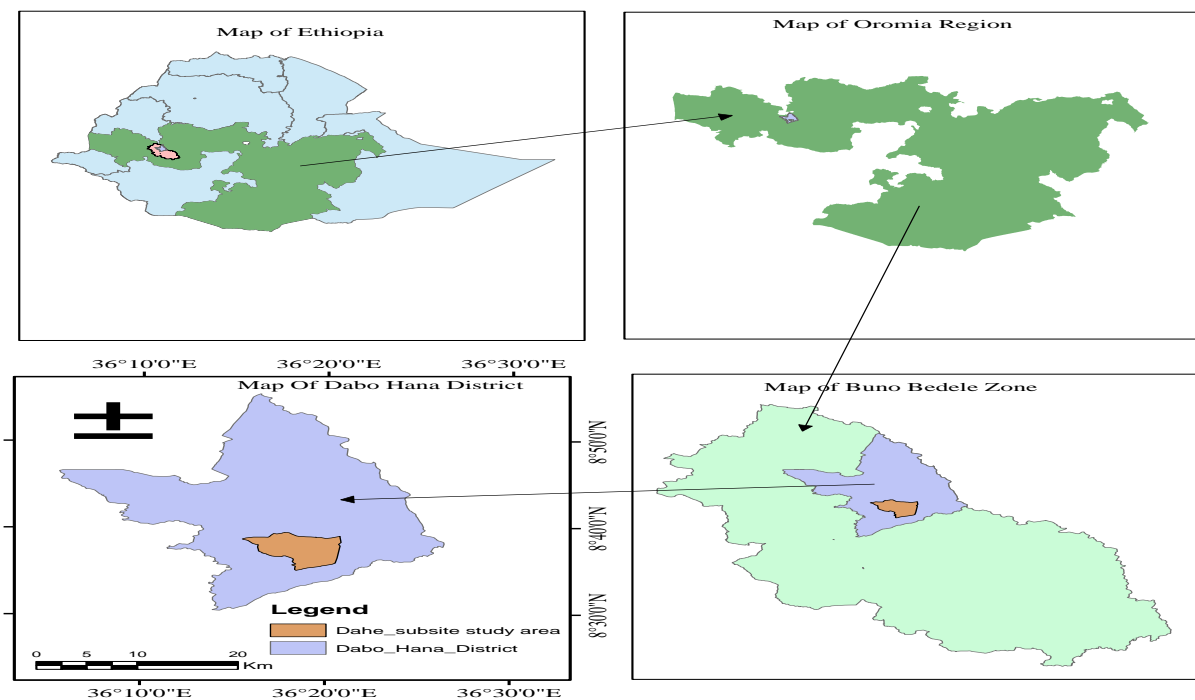 Map of Ethiopia
Map of Oromia Region
36°10'0"E 36°20'0"E 36°30'0"E
Map Of Dabo Hana District
8°50'0"N
8°40'0"N
8°30'0"N
Legend
Dahe_subsite study area
Dabo_Hana_District
0 5 10 20
Km
36°10'0"E 36°20'0"E 36°30'0"E
Map of Buno Bedele Zone